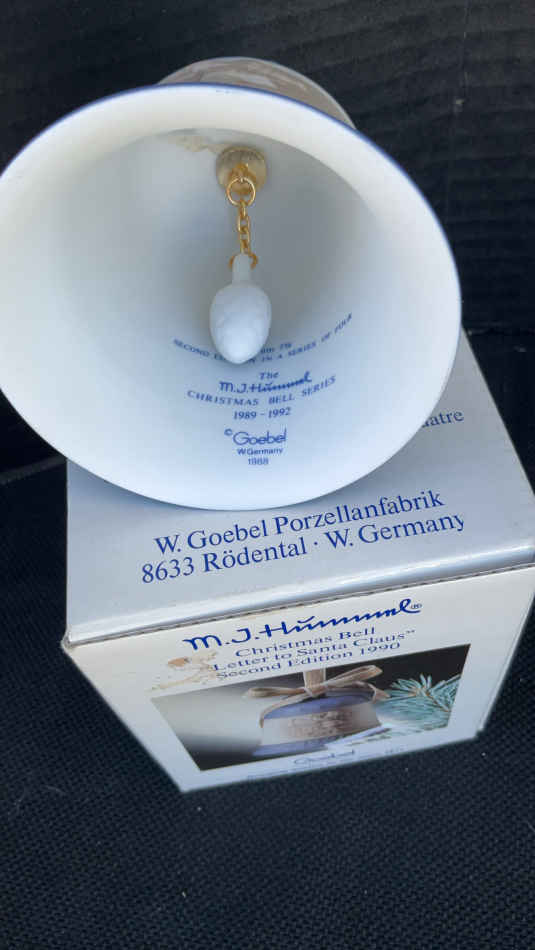 SECOND EDITION IN A SERIES OF FOUR
The
M.J.Hummel
CHRISTMAS BELL SERIES
1989 - 1992
© Goebel
W.Germany
1988
W. Goebel Porzellanfabrik
8633 Rödental · W. Germany
M.J.Hummel®
Christmas Bell
"Letter to Santa Claus"
Second Edition 1990
Goebel